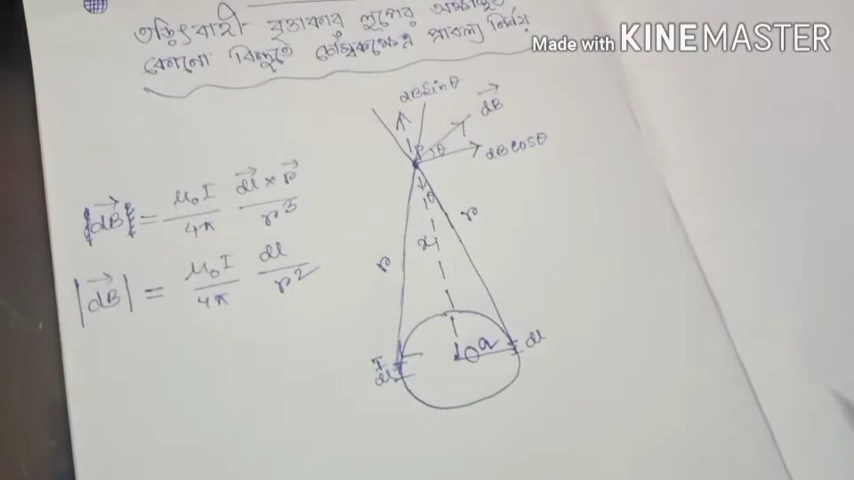 তড়িৎবাহী বৃত্তাকার লুপের অক্ষস্থিত
কোনো বিন্দুতে চৌম্বকক্ষেত্র প্রাবল্য নির্ণয়
Made with KINEMASTER
dB sinθ
dB
P θ
dB cosθ
dB = μ₀I/4π dl × r/r³
θ
r
x
r
|dB| = μ₀I/4π dl/r²
O a dl
I
dl